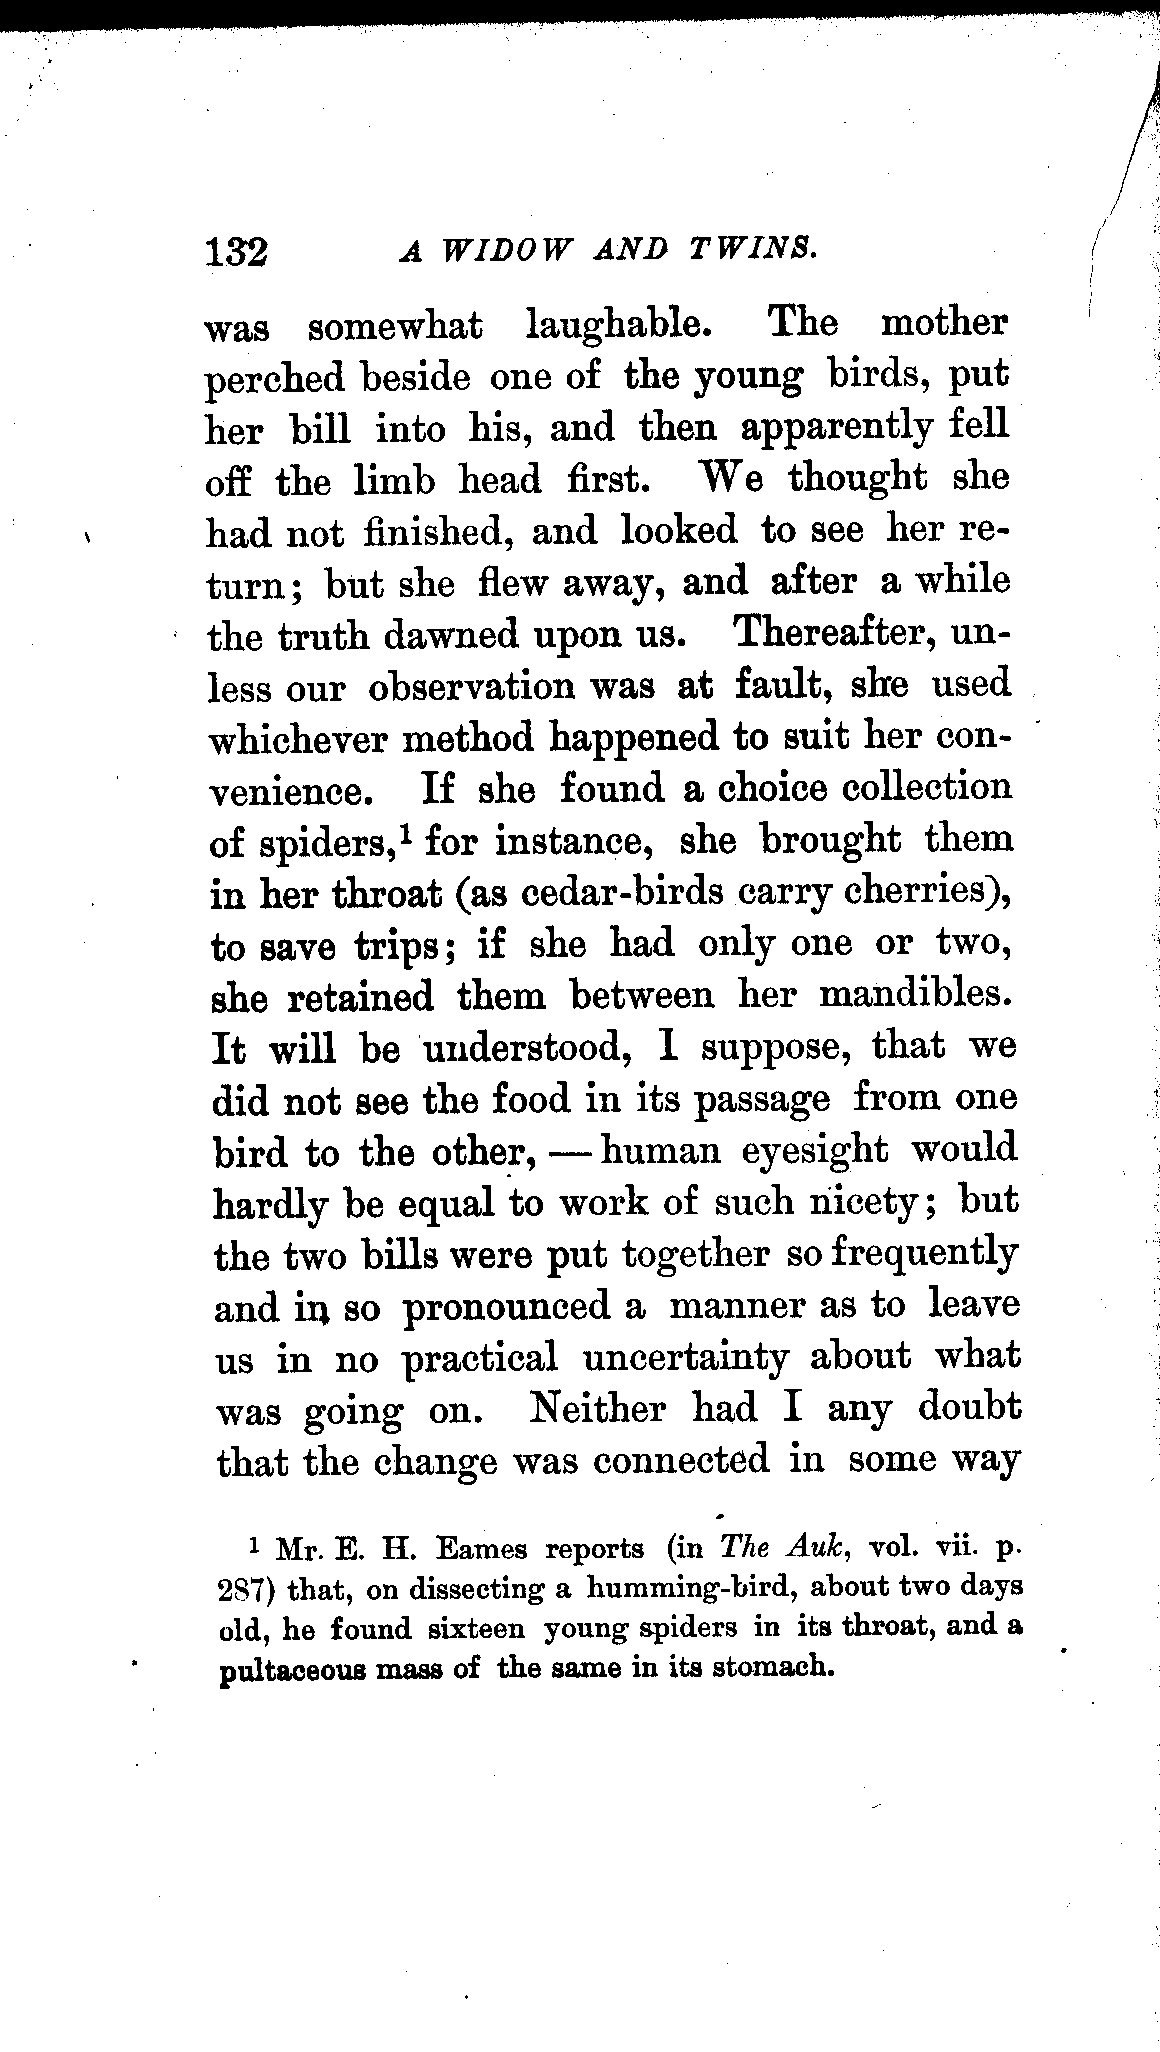 132 A WIDOW AND TWINS.
was somewhat laughable. The mother
perched beside one of the young birds, put
her bill into his, and then apparently fell
off the limb head first. We thought she
had not finished, and looked to see her re-
turn; but she flew away, and after a while
the truth dawned upon us. Thereafter, un-
less our observation was at fault, she used
whichever method happened to suit her con-
venience. If she found a choice collection
of spiders,¹ for instance, she brought them
in her throat (as cedar-birds carry cherries),
to save trips; if she had only one or two,
she retained them between her mandibles.
It will be understood, I suppose, that we
did not see the food in its passage from one
bird to the other, — human eyesight would
hardly be equal to work of such nicety; but
the two bills were put together so frequently
and in so pronounced a manner as to leave
us in no practical uncertainty about what
was going on. Neither had I any doubt
that the change was connected in some way
¹ Mr. E. H. Eames reports (in The Auk, vol. vii. p.
287) that, on dissecting a humming-bird, about two days
old, he found sixteen young spiders in its throat, and a
pultaceous mass of the same in its stomach.